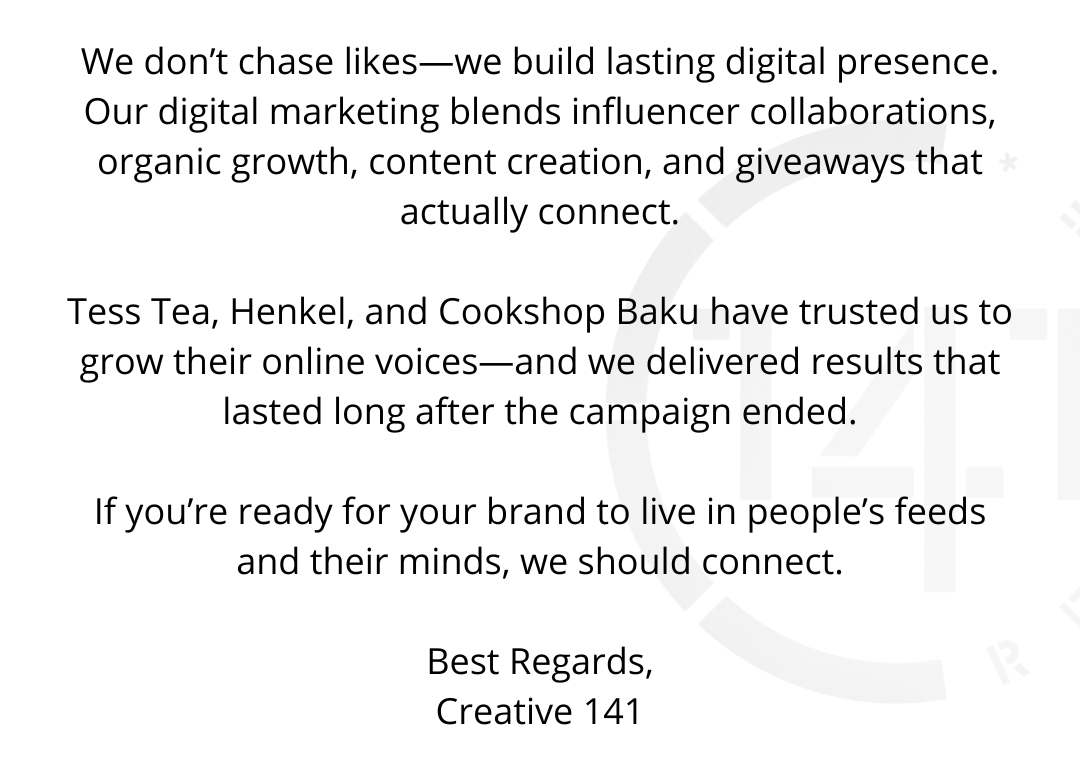 We don’t chase likes—we build lasting digital presence.
Our digital marketing blends influencer collaborations,
organic growth, content creation, and giveaways that
actually connect.
Tess Tea, Henkel, and Cookshop Baku have trusted us to
grow their online voices—and we delivered results that
lasted long after the campaign ended.
If you’re ready for your brand to live in people’s feeds
and their minds, we should connect.
Best Regards,
Creative 141
141
R